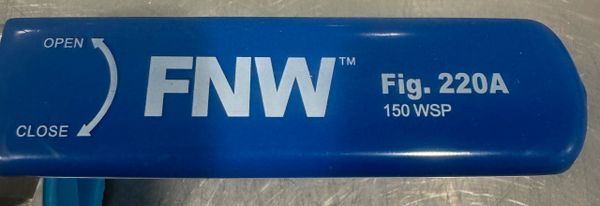 OPEN
CLOSE
FNW™
Fig. 220A
150 WSP